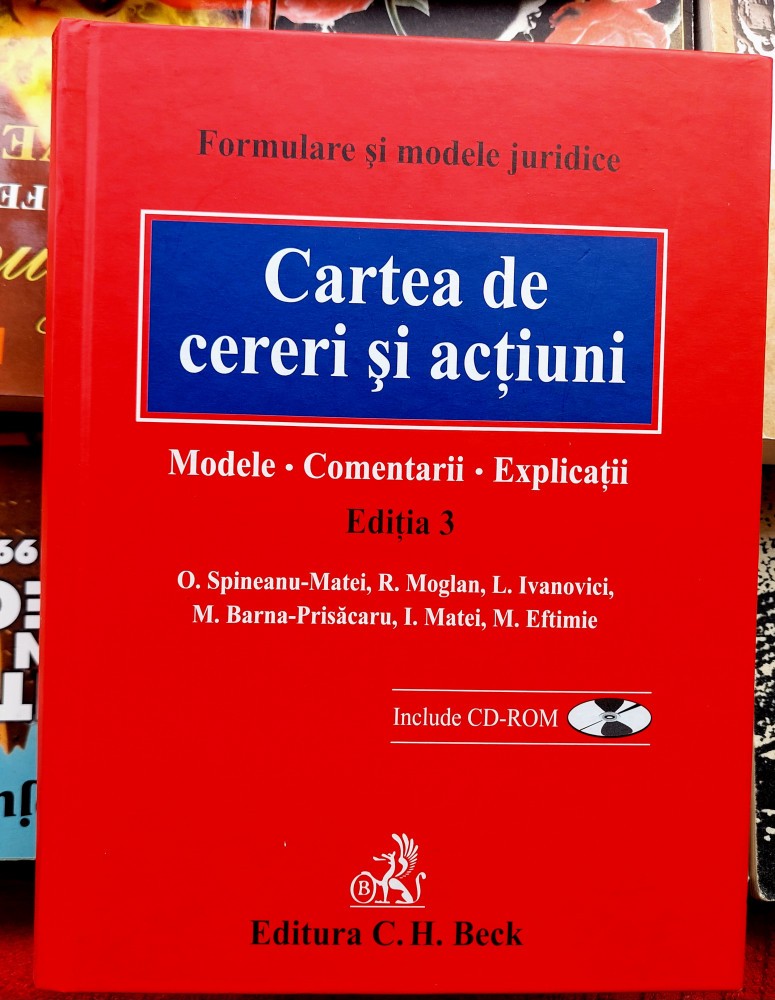 Formulare şi modele juridice
Cartea de
cereri şi acţiuni
Modele • Comentarii • Explicaţii
Ediţia 3
O. Spineanu-Matei, R. Moglan, L. Ivanovici,
M. Barna-Prisăcaru, I. Matei, M. Eftimie
Include CD-ROM
B
Editura C. H. Beck